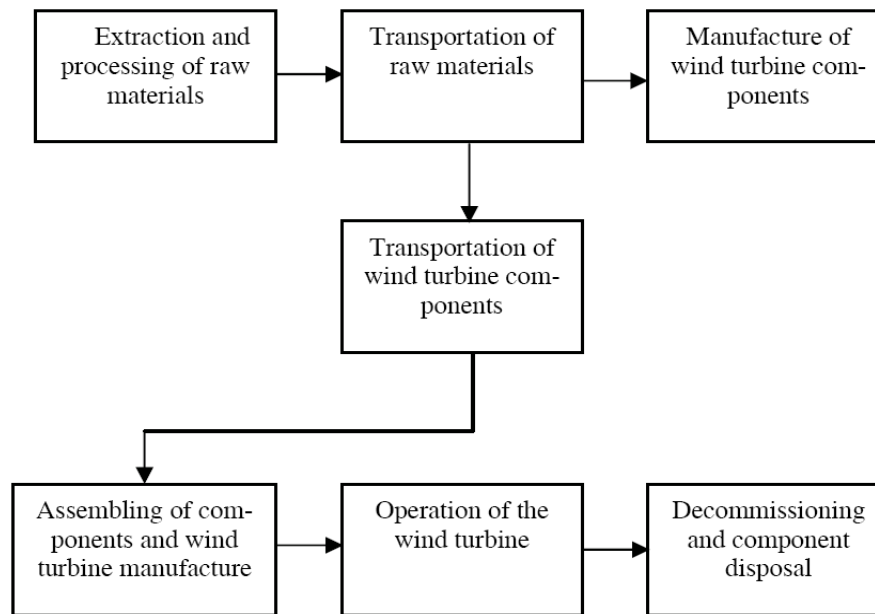 Extraction and
processing of raw
materials
Transportation of
raw materials
Manufacture of
wind turbine com-
ponents
Transportation of
wind turbine com-
ponents
Assembling of com-
ponents and wind
turbine manufacture
Operation of the
wind turbine
Decommissioning
and component
disposal